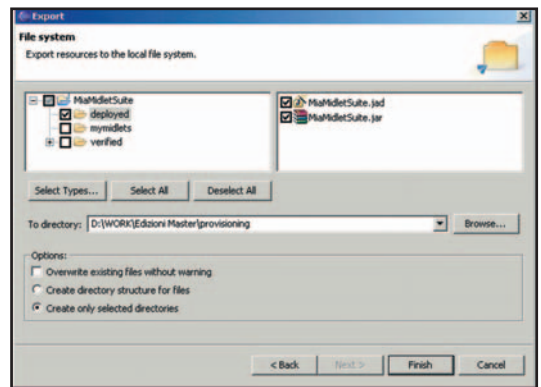 Export
File system
Export resources to the local file system.
MiaMidletSuite
deployed
mymidlets
verified
MiaMidletSuite.jad
MiaMidletSuite.jar
Select Types...
Select All
Deselect All
To directory: D:\WORK\Edizioni Master\provisioning
Browse...
Options:
Overwrite existing files without warning
Create directory structure for files
Create only selected directories
< Back
Next >
Finish
Cancel